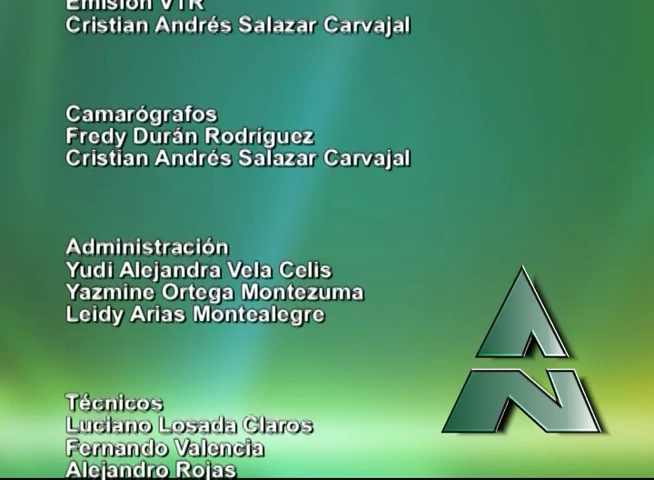 Emisión VTR
Cristian Andrés Salazar Carvajal
Camarógrafos
Fredy Durán Rodríguez
Cristian Andrés Salazar Carvajal
Administración
Yudi Alejandra Vela Celis
Yazmine Ortega Montezuma
Leidy Arias Montealegre
Técnicos
Luciano Losada Claros
Fernando Valencia
Alejandro Rojas
AN